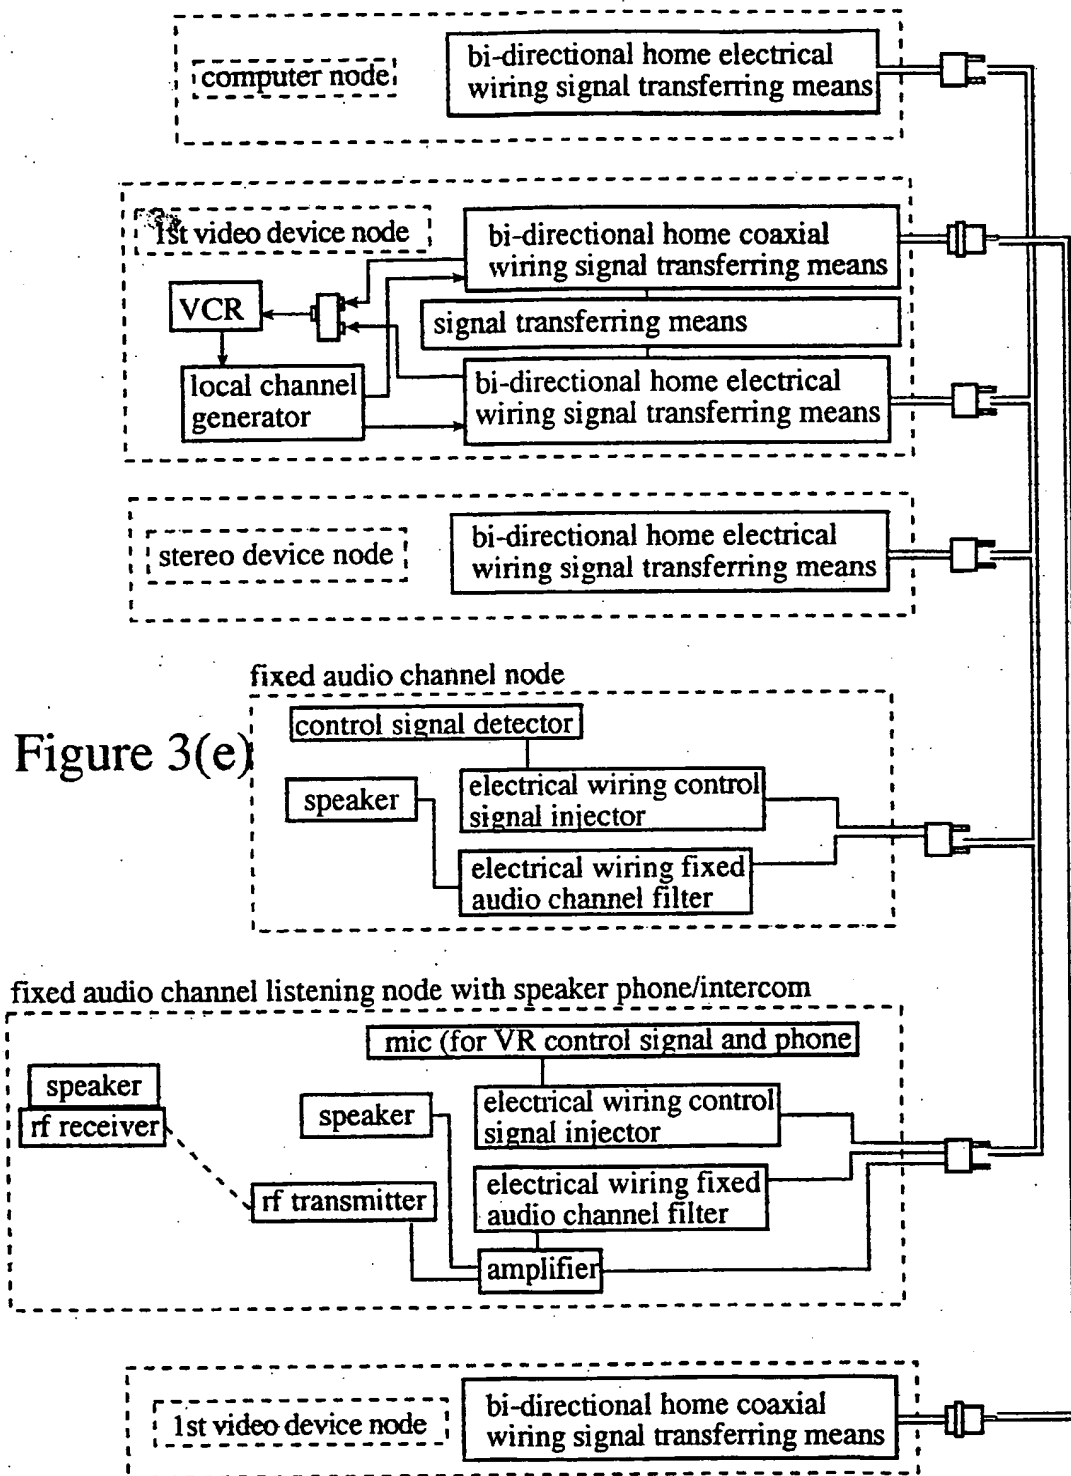 computer node
bi-directional home electrical
wiring signal transferring means
1st video device node
bi-directional home coaxial
wiring signal transferring means
VCR
signal transferring means
local channel
generator
bi-directional home electrical
wiring signal transferring means
stereo device node
bi-directional home electrical
wiring signal transferring means
fixed audio channel node
control signal detector
Figure 3(e)
speaker
electrical wiring control
signal injector
electrical wiring fixed
audio channel filter
fixed audio channel listening node with speaker phone/intercom
mic (for VR control signal and phone
speaker
rf receiver
speaker
electrical wiring control
signal injector
rf transmitter
electrical wiring fixed
audio channel filter
amplifier
1st video device node
bi-directional home coaxial
wiring signal transferring means